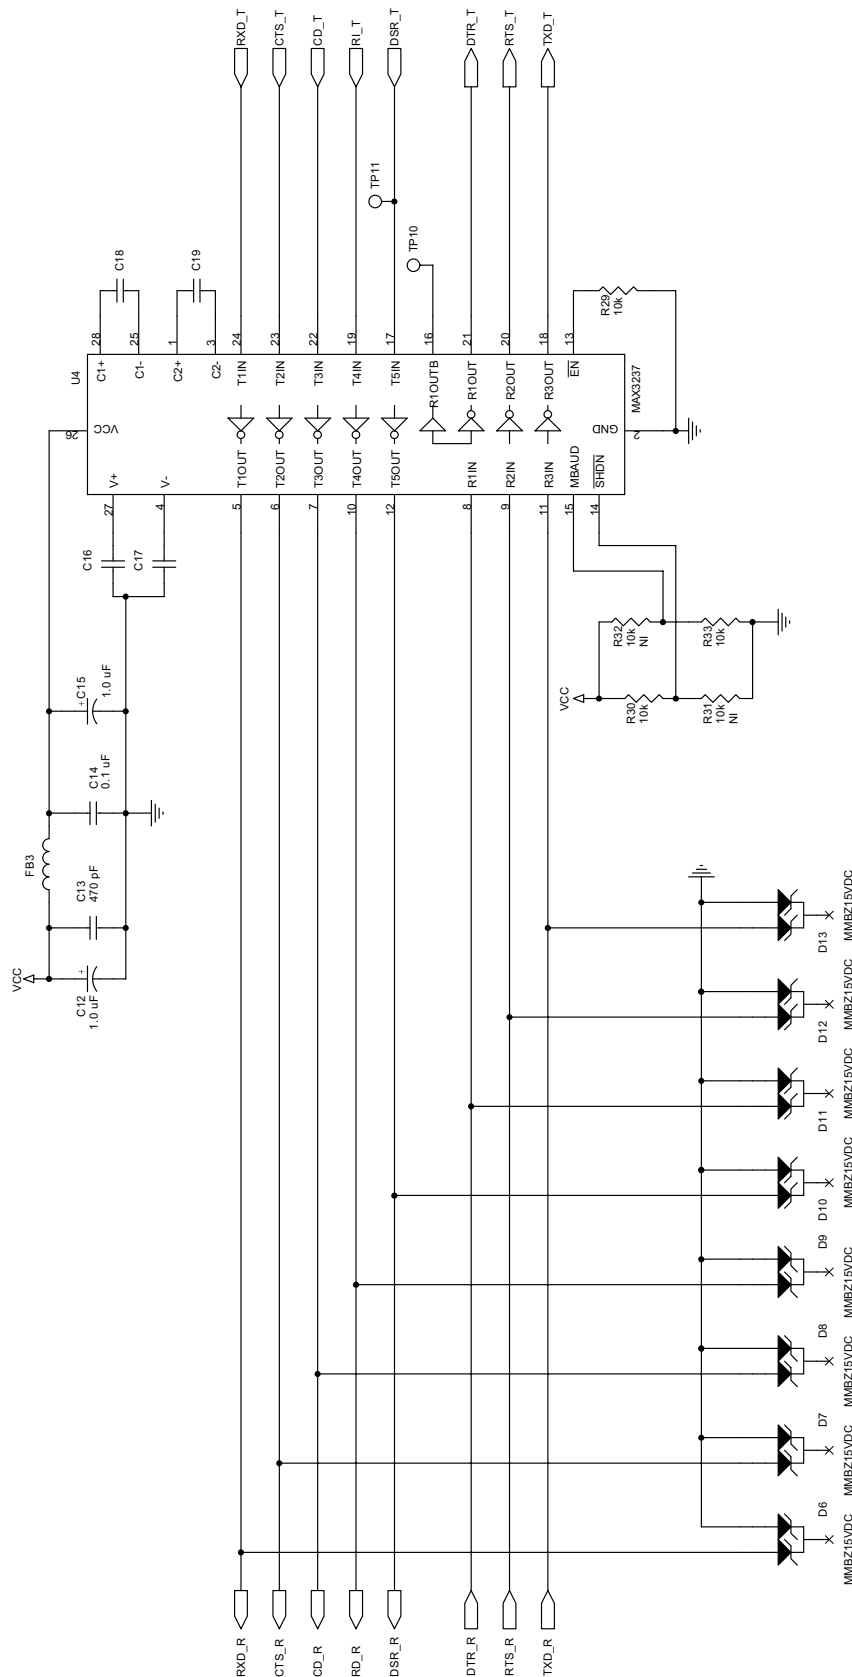 RXD_T
CTS_T
CD_T
RI_T
DSR_T
DTR_T
RTS_T
TXD_T
TP11
TP10
C18
C19
R29
10k
28
25
1
3
24
23
22
19
17
16
21
20
18
13
U4
C1+
C1-
C2+
C2-
T1IN
T2IN
T3IN
T4IN
T5IN
R1OUTB
R1OUT
R2OUT
R3OUT
EN
MAX3237
26
VCC
GND
2
V+
V-
T1OUT
T2OUT
T3OUT
T4OUT
T5OUT
R1IN
R2IN
R3IN
MBAUD
SHDN
27
4
5
6
7
10
12
8
9
11
15
14
C16
C17
C15
+
1.0 uF
C14
0.1 uF
FB3
C13
470 pF
VCC
C12
+
1.0 uF
R32
10k
NI
R33
10k
VCC
R30
10k
R31
10k
NI
D13
MMBZ15VDC
D12
MMBZ15VDC
D11
MMBZ15VDC
D10
MMBZ15VDC
D9
MMBZ15VDC
D8
MMBZ15VDC
D7
MMBZ15VDC
D6
MMBZ15VDC
RXD_R
CTS_R
CD_R
RD_R
DSR_R
DTR_R
RTS_R
TXD_R